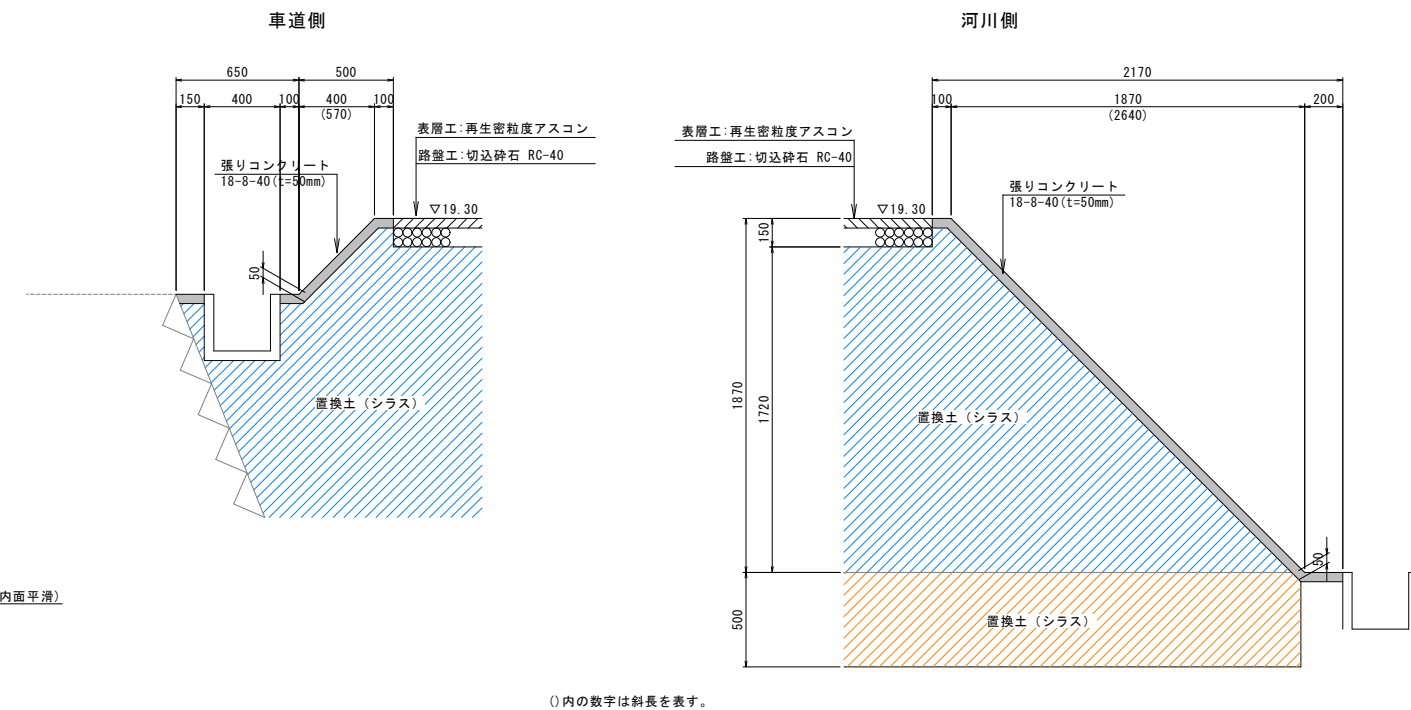 車道側
河川側
650
500
150
400
100
400
100
(570)
表層工:再生密粒度アスコン
路盤工:切込砕石 RC-40
張りコンクリート
18-8-40(t=50mm)
▽19.30
50
置換土（シラス）
2170
100
1870
200
(2640)
表層工:再生密粒度アスコン
路盤工:切込砕石 RC-40
張りコンクリート
18-8-40(t=50mm)
▽19.30
150
1870
1720
置換土（シラス）
50
500
置換土（シラス）
内面平滑)
()内の数字は斜長を表す。